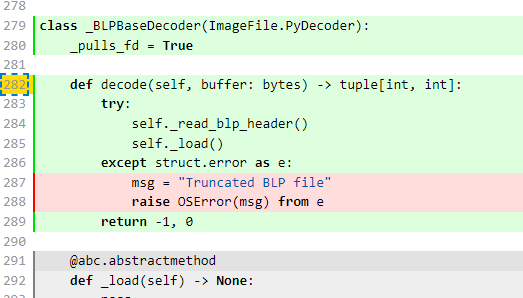 278
279 class _BLPBaseDecoder(ImageFile.PyDecoder):
280     _pulls_fd = True
281
282     def decode(self, buffer: bytes) -> tuple[int, int]:
283         try:
284             self._read_blp_header()
285             self._load()
286         except struct.error as e:
287             msg = "Truncated BLP file"
288             raise OSError(msg) from e
289         return -1, 0
290
291     @abc.abstractmethod
292     def _load(self) -> None: